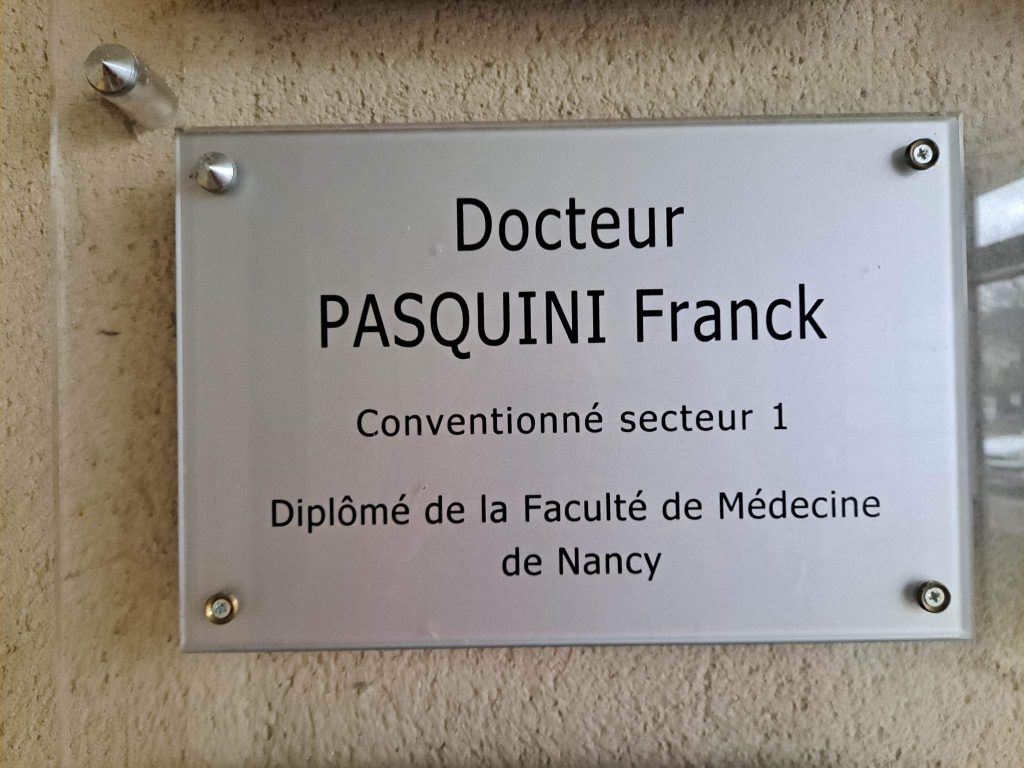 Docteur
PASQUINI Franck
Conventionné secteur 1
Diplômé de la Faculté de Médecine
de Nancy